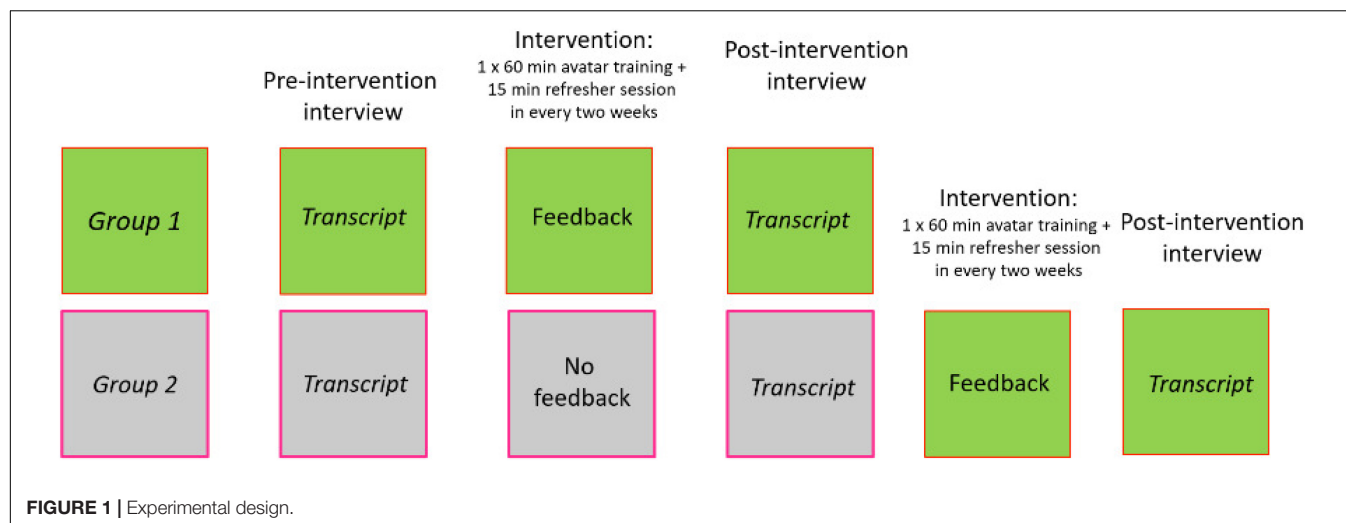 Pre-intervention
interview
Intervention:
1 x 60 min avatar training +
15 min refresher session
in every two weeks
Post-intervention
interview
Group 1
Transcript
Feedback
Transcript
Intervention:
1 x 60 min avatar training +
15 min refresher session
in every two weeks
Post-intervention
interview
Group 2
Transcript
No
feedback
Transcript
Feedback
Transcript
FIGURE 1 | Experimental design.